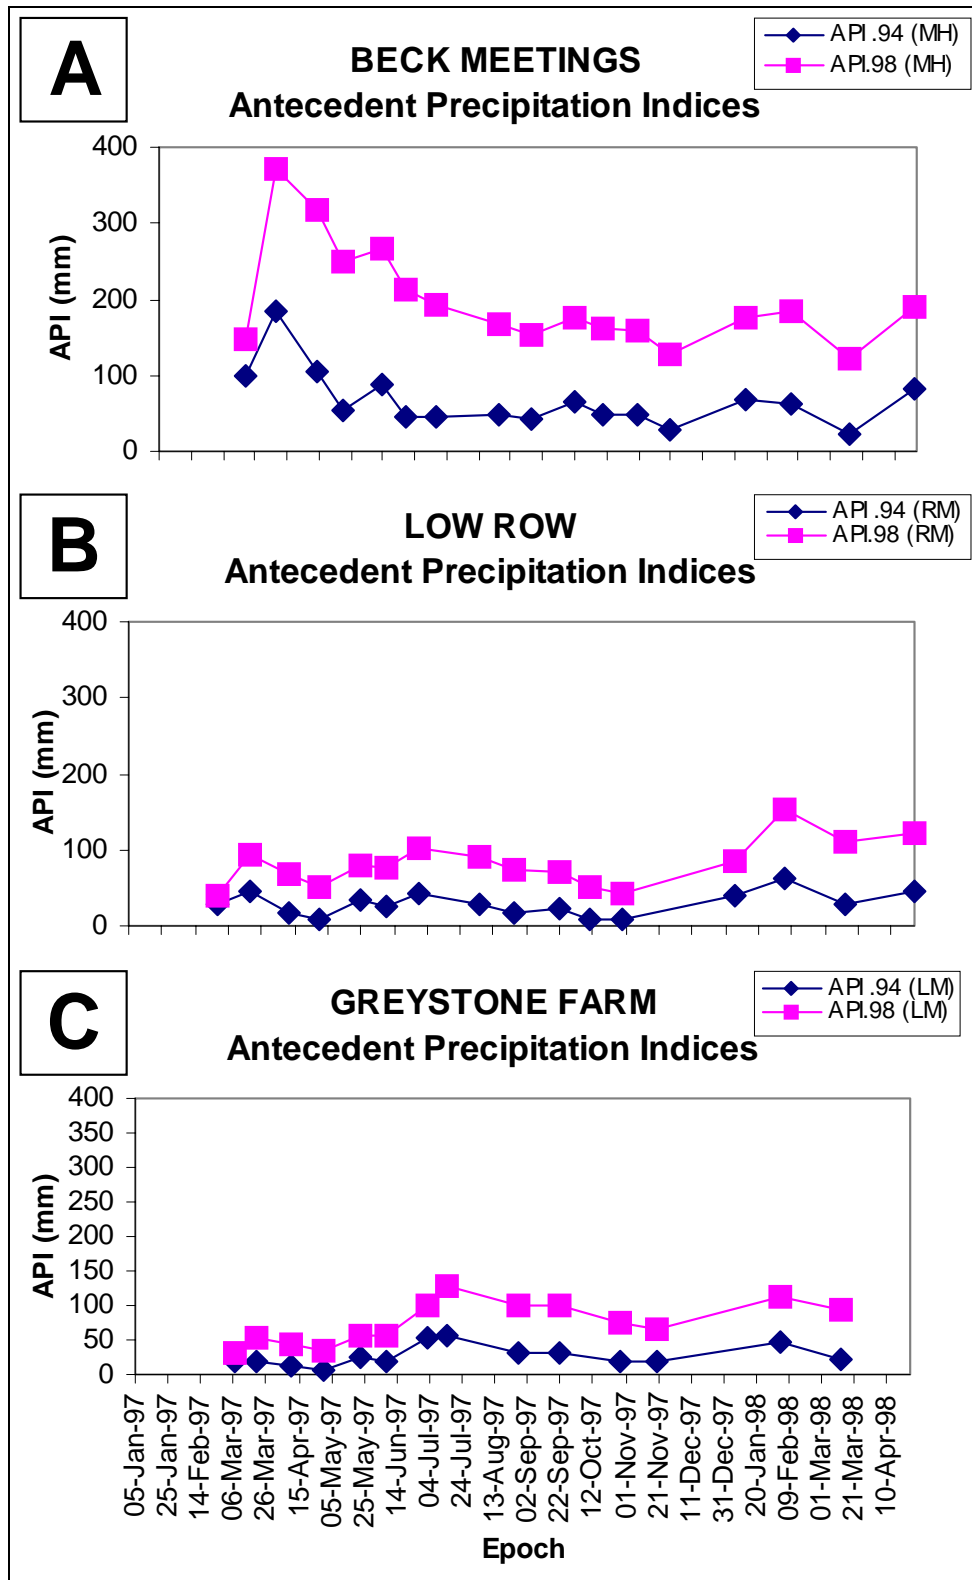 A
BECK MEETINGS
Antecedent Precipitation Indices
API .94 (MH)
API.98 (MH)
400
300
200
100
0
API (mm)
B
LOW ROW
Antecedent Precipitation Indices
API .94 (RM)
API.98 (RM)
400
300
200
100
0
API (mm)
C
GREYSTONE FARM
Antecedent Precipitation Indices
API .94 (LM)
API.98 (LM)
400
350
300
250
200
150
100
50
0
API (mm)
05-Jan-97
25-Jan-97
14-Feb-97
06-Mar-97
26-Mar-97
15-Apr-97
05-May-97
25-May-97
14-Jun-97
04-Jul-97
24-Jul-97
13-Aug-97
02-Sep-97
22-Sep-97
12-Oct-97
01-Nov-97
21-Nov-97
11-Dec-97
31-Dec-97
20-Jan-98
09-Feb-98
01-Mar-98
21-Mar-98
10-Apr-98
Epoch